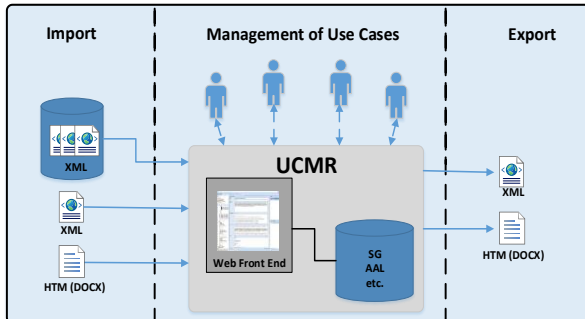 Import
Management of Use Cases
Export
XML
UCMR
XML
XML
HTM (DOCX)
Web Front End
SG
AAL
etc.
HTM (DOCX)